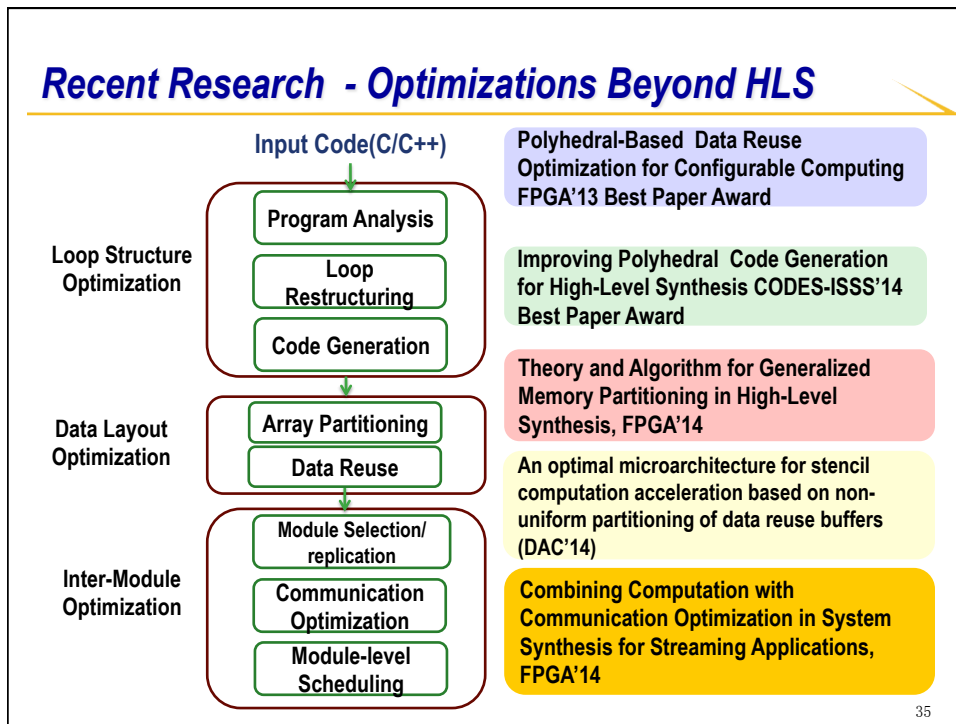 Recent Research - Optimizations Beyond HLS
Input Code(C/C++)
Loop Structure
Optimization
Program Analysis
Loop
Restructuring
Code Generation
Data Layout
Optimization
Array Partitioning
Data Reuse
Inter-Module
Optimization
Module Selection/
replication
Communication
Optimization
Module-level
Scheduling
Polyhedral-Based Data Reuse
Optimization for Configurable Computing
FPGA’13 Best Paper Award
Improving Polyhedral Code Generation
for High-Level Synthesis CODES-ISSS’14
Best Paper Award
Theory and Algorithm for Generalized
Memory Partitioning in High-Level
Synthesis, FPGA’14
An optimal microarchitecture for stencil
computation acceleration based on non-
uniform partitioning of data reuse buffers
(DAC’14)
Combining Computation with
Communication Optimization in System
Synthesis for Streaming Applications,
FPGA’14
35